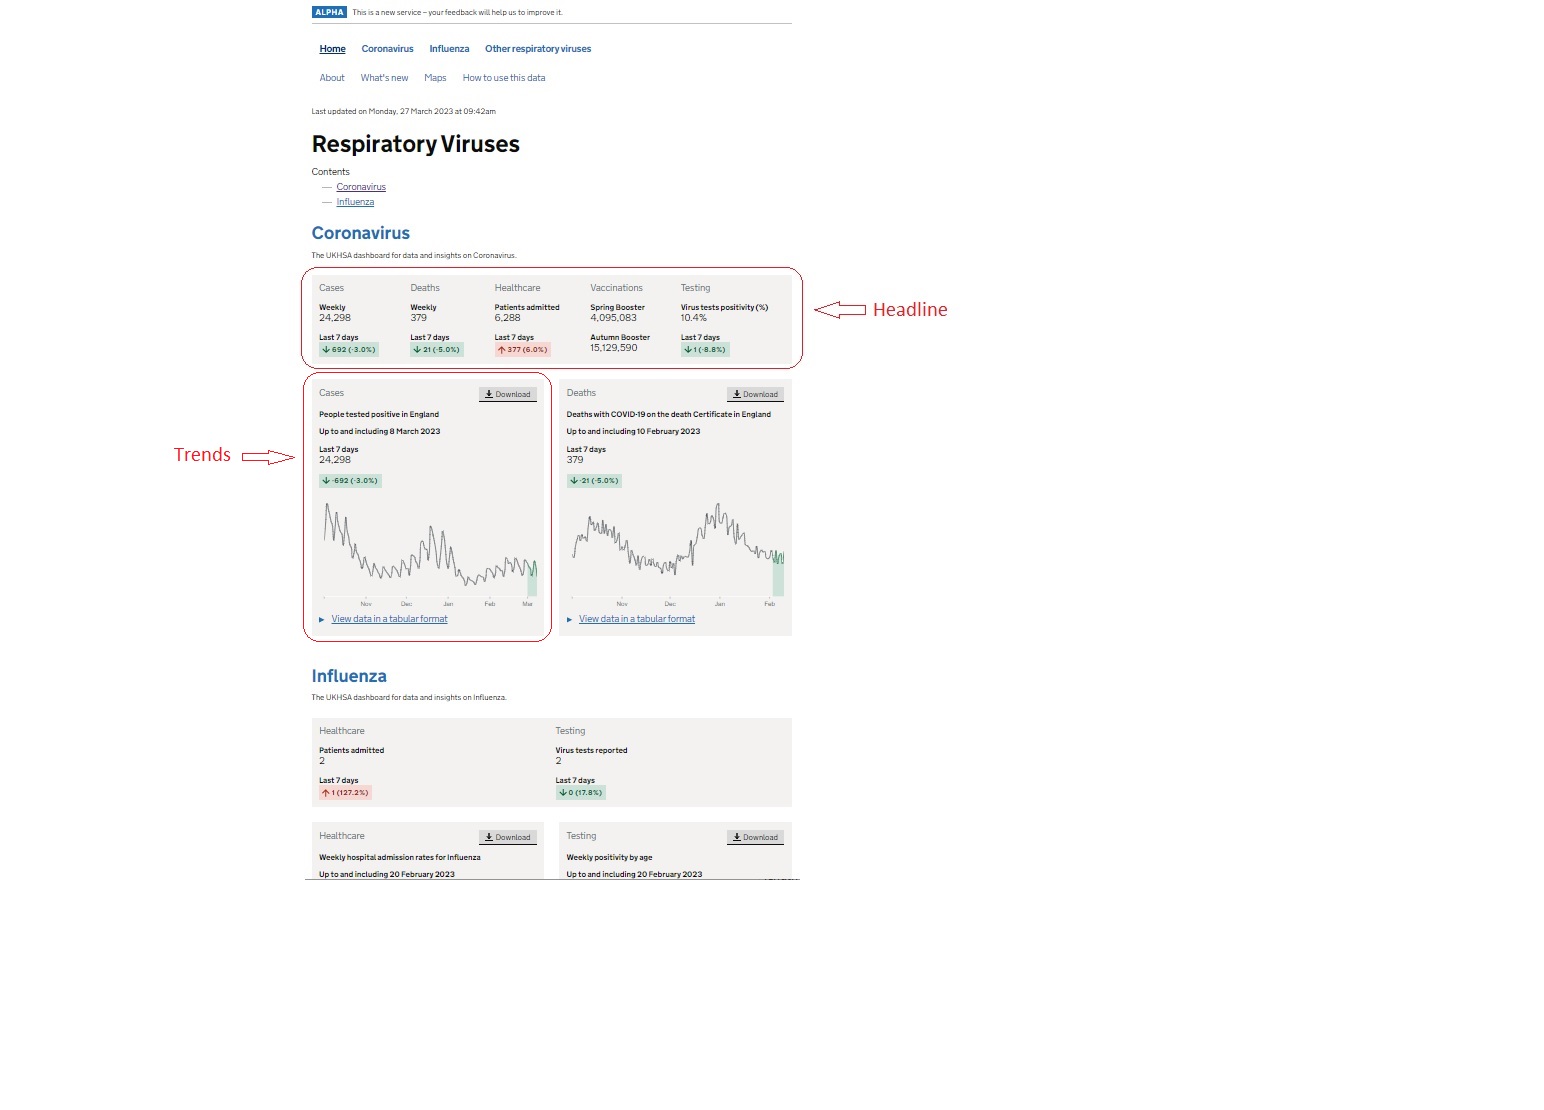 ALPHA This is a new service – your feedback will help us to improve it.
Home Coronavirus Influenza Other respiratory viruses
About What's new Maps How to use this data
Last updated on Monday, 27 March 2023 at 09:42am
Respiratory Viruses
Contents
— Coronavirus
— Influenza
Coronavirus
The UKHSA dashboard for data and insights on Coronavirus.
Cases Deaths Healthcare Vaccinations Testing
Weekly Weekly Patients admitted Spring Booster Virus tests positivity (%)
24,298 379 6,288 4,095,083 10.4%
Last 7 days Last 7 days Last 7 days Autumn Booster Last 7 days
↓ 692 (-3.0%) ↓ 21 (-5.0%) ↑ 377 (6.0%) 15,129,590 ↓ 1 (-8.8%)
Headline
Trends
Cases Download
People tested positive in England
Up to and including 8 March 2023
Last 7 days
24,298
↓ -692 (-3.0%)
Nov Dec Jan Feb Mar
► View data in a tabular format
Deaths Download
Deaths with COVID-19 on the death Certificate in England
Up to and including 10 February 2023
Last 7 days
379
↓ -21 (-5.0%)
Nov Dec Jan Feb
► View data in a tabular format
Influenza
The UKHSA dashboard for data and insights on Influenza.
Healthcare Testing
Patients admitted Virus tests reported
2 2
Last 7 days Last 7 days
↑ 1 (127.2%) ↓ 0 (17.8%)
Healthcare Download
Weekly hospital admission rates for Influenza
Up to and including 20 February 2023
Testing Download
Weekly positivity by age
Up to and including 20 February 2023